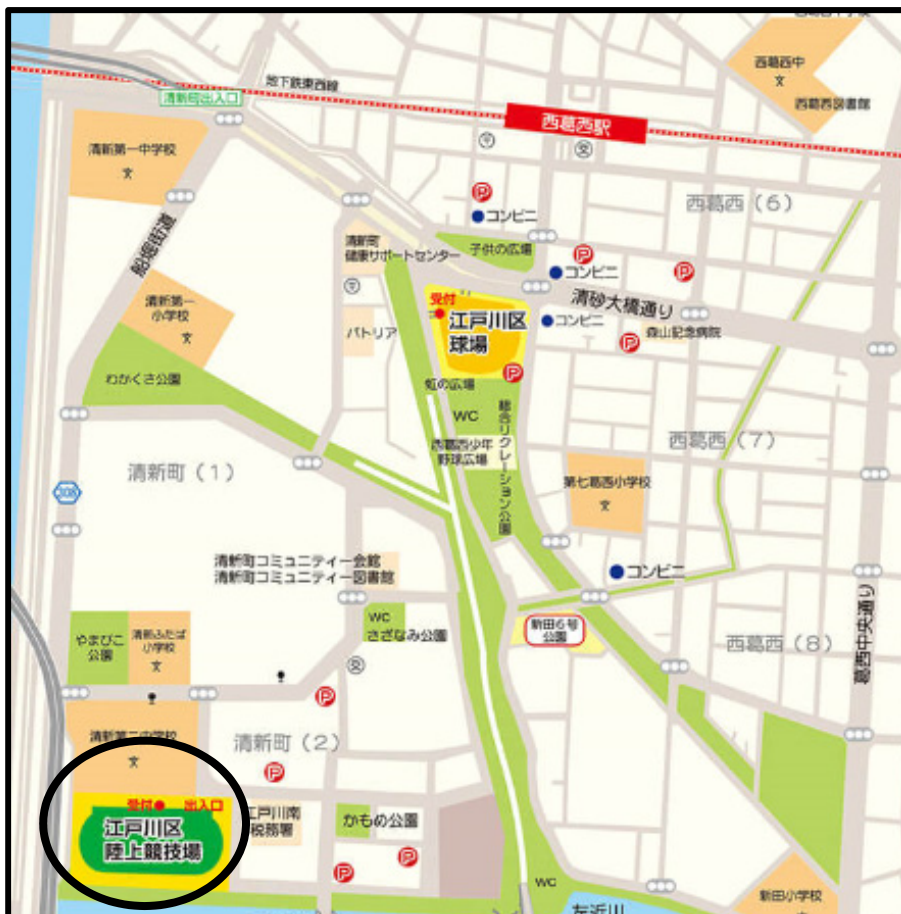 地下鉄東西線
清新町出入口
西葛西駅
西葛西中
西葛西図書館
清新第一中学校
船堀街道
西葛西（6）
コンビニ
子供の広場
清新町
健康サポートセンター
コンビニ
清砂大橋通り
受付
江戸川区
球場
コンビニ
森山記念病院
清新第一
小学校
パトリア
わかくさ公園
虹の広場
WC
総合リクレーション公園
西葛西少年
野球広場
西葛西（7）
清新町（1）
第七葛西小学校
清新町コミュニティー会館
清新町コミュニティー図書館
コンビニ
葛西中央通り
WC
さざなみ公園
新田6号
公園
西葛西（8）
やまびこ
公園
清新ふたば
小学校
清新第二中学校
清新町（2）
受付
出入口
江戸川区
陸上競技場
江戸川南
税務署
かもめ公園
WC
新田小学校
左近川
P
P
P
P
P
P
P
P
P